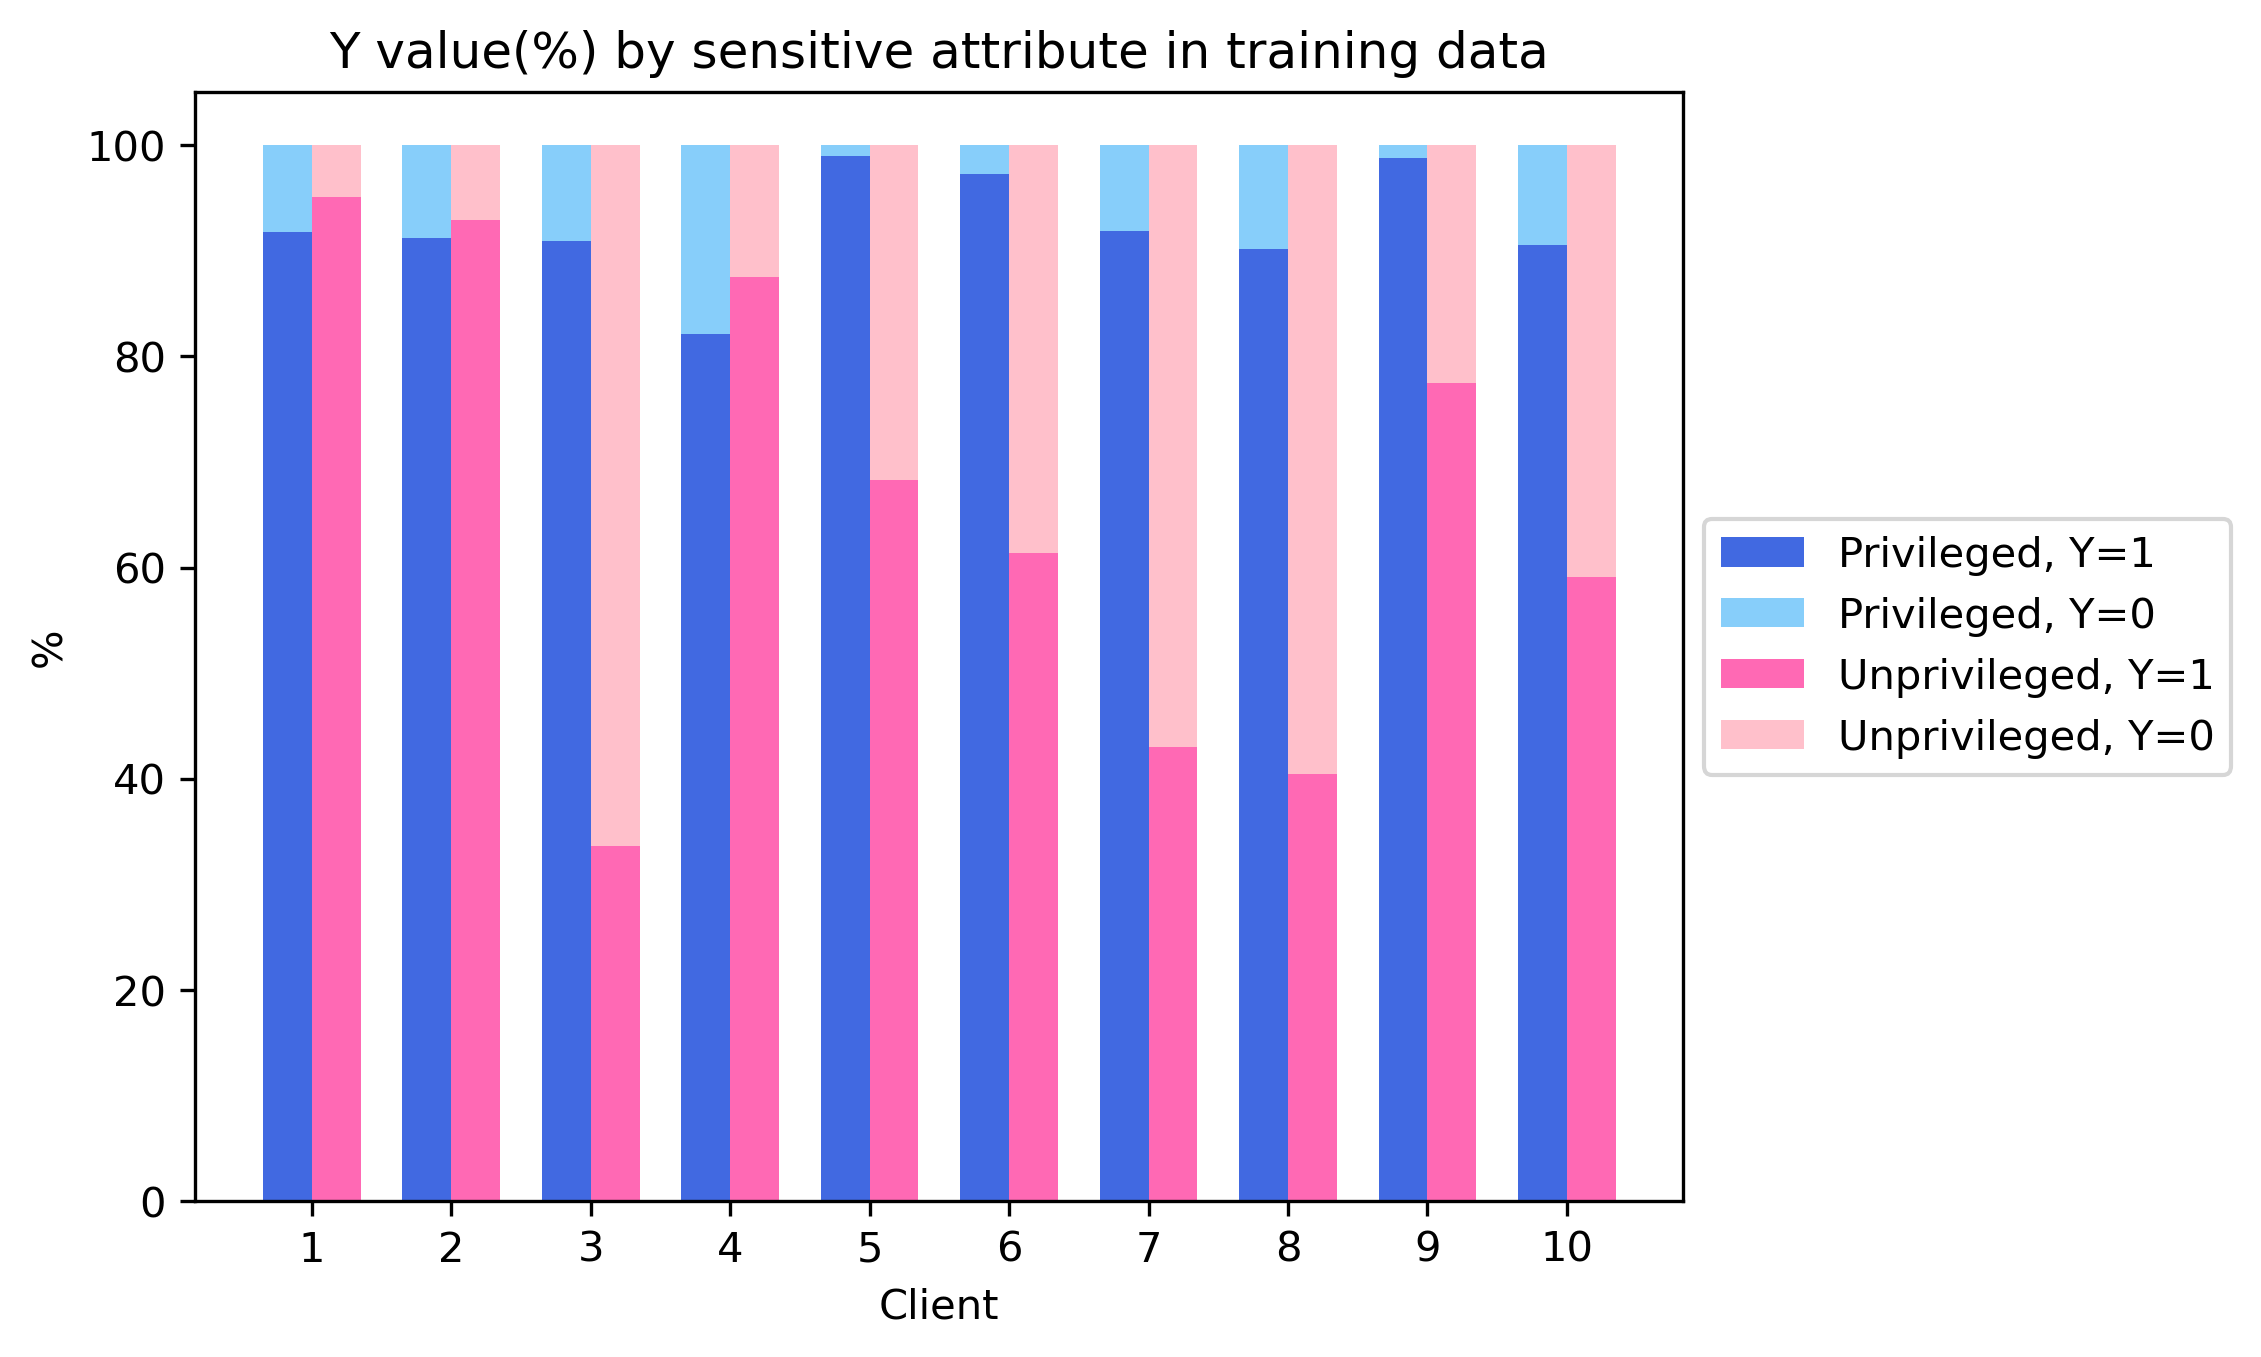 Y value(%) by sensitive attribute in training data
100
80
60
40
20
0
%
1 2 3 4 5 6 7 8 9 10
Client
Privileged, Y=1
Privileged, Y=0
Unprivileged, Y=1
Unprivileged, Y=0